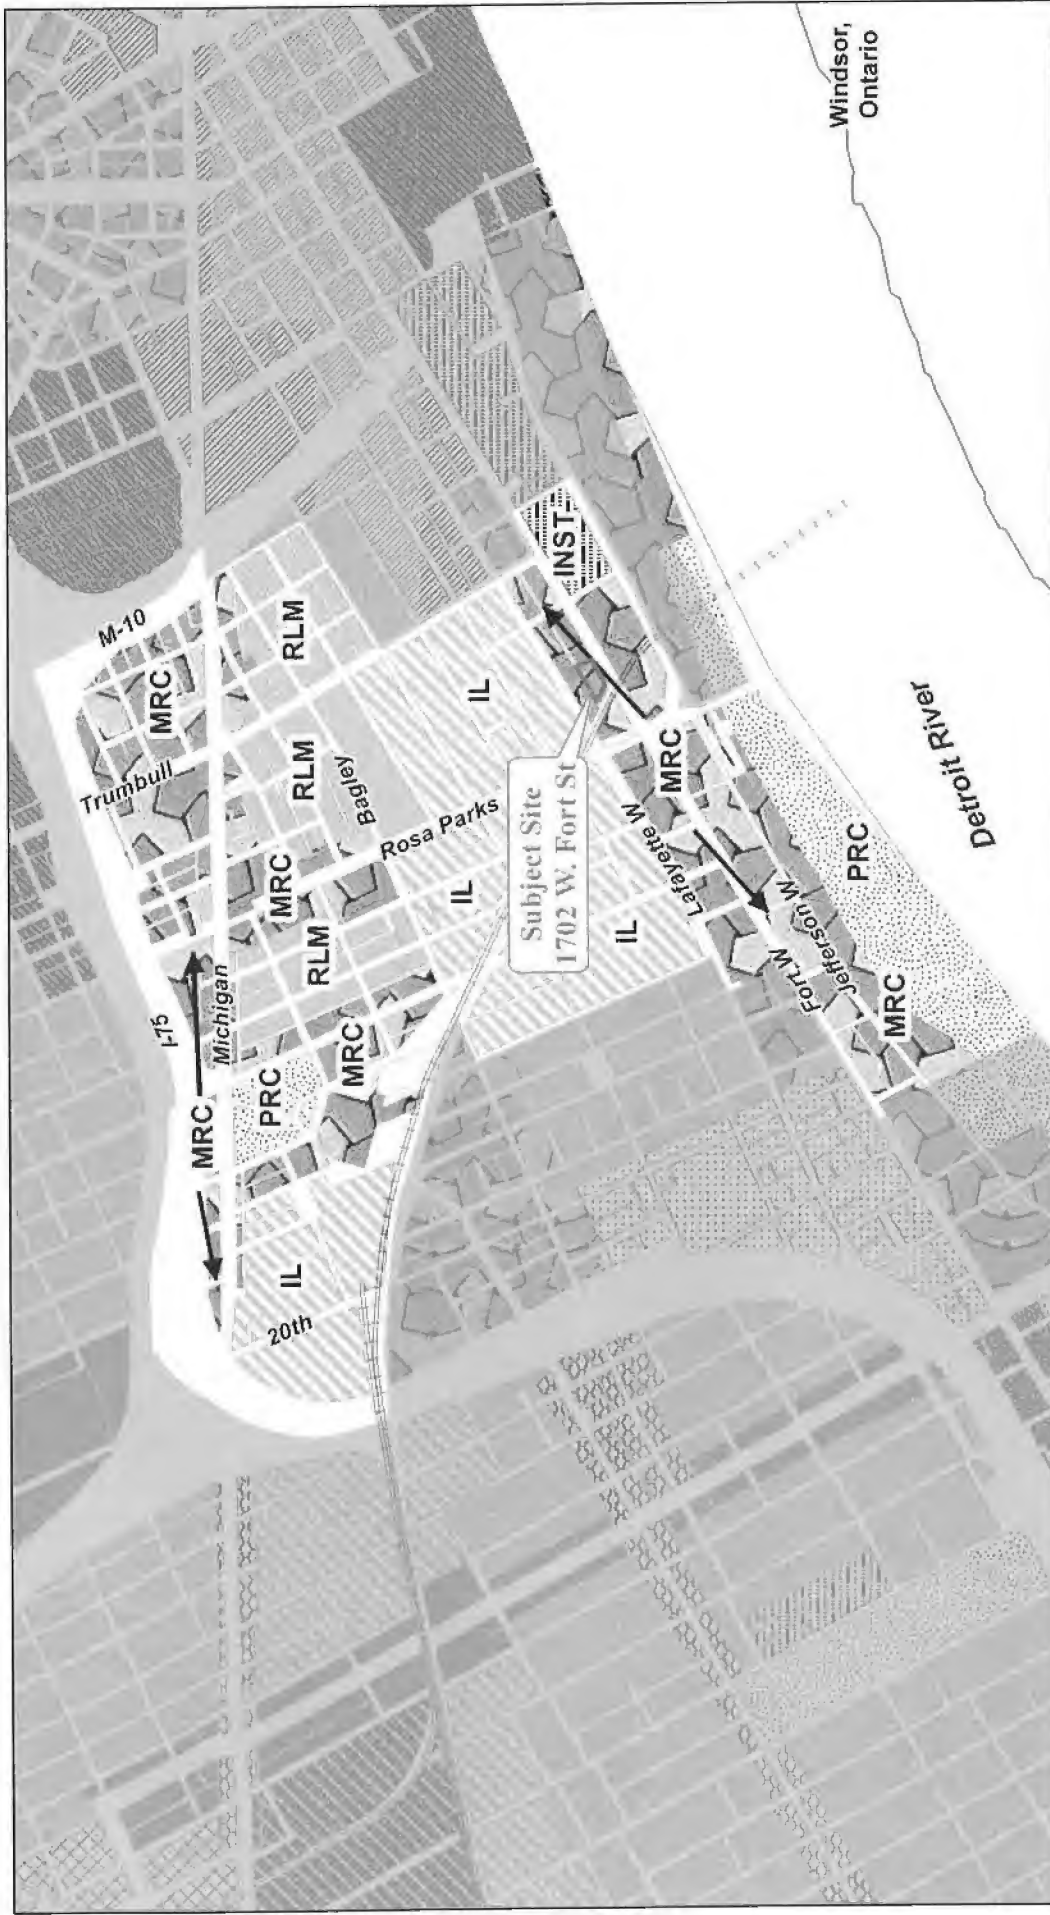 M-10
Trumbull
MRC
I-75
MRC
Michigan
PRC
MRC
IL
20th
RLM
RLM
RLM
MRC
Bagley
Rosa Parks
IL
IL
Subject Site
1702 W. Fort St
INST
IL
Lafayette W
MRC
Fort W
Jefferson W
Windsor,
Ontario
PRC
MRC
Detroit River